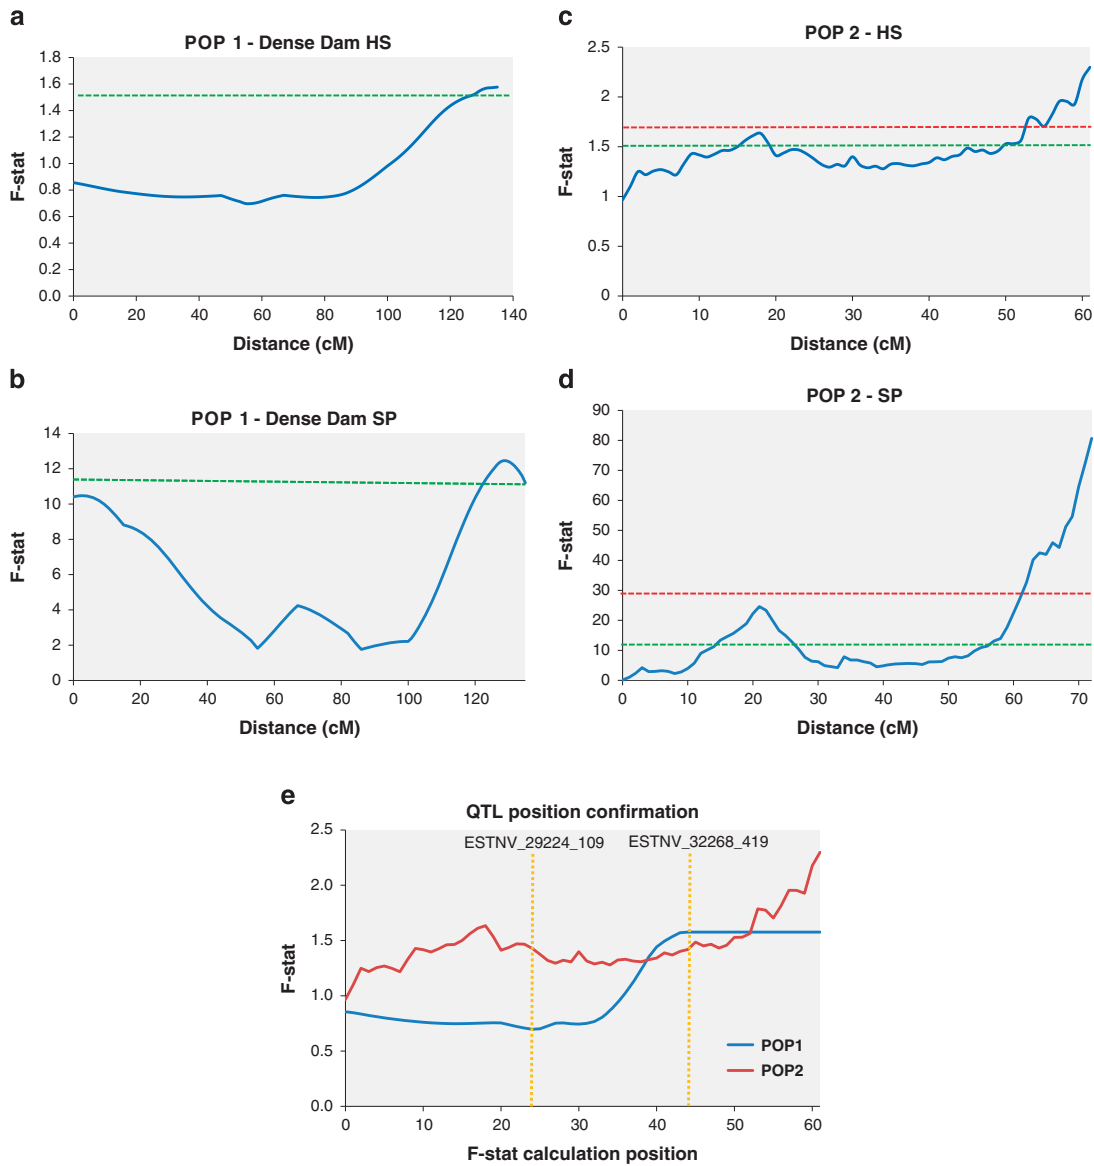 a
POP 1 - Dense Dam HS
F-stat
1.8
1.6
1.4
1.2
1.0
0.8
0.6
0.4
0.2
0.0
0 20 40 60 80 100 120 140
Distance (cM)
c
POP 2 - HS
F-stat
2.5
2
1.5
1
0.5
0
0 10 20 30 40 50 60
Distance (cM)
b
POP 1 - Dense Dam SP
F-stat
14
12
10
8
6
4
2
0
0 20 40 60 80 100 120
Distance (cM)
d
POP 2 - SP
F-stat
90
80
70
60
50
40
30
20
10
0
0 10 20 30 40 50 60 70
Distance (cM)
e
QTL position confirmation
F-stat
2.5
2.0
1.5
1.0
0.5
0.0
ESTNV_29224_109 ESTNV_32268_419
POP1
POP2
0 10 20 30 40 50 60
F-stat calculation position